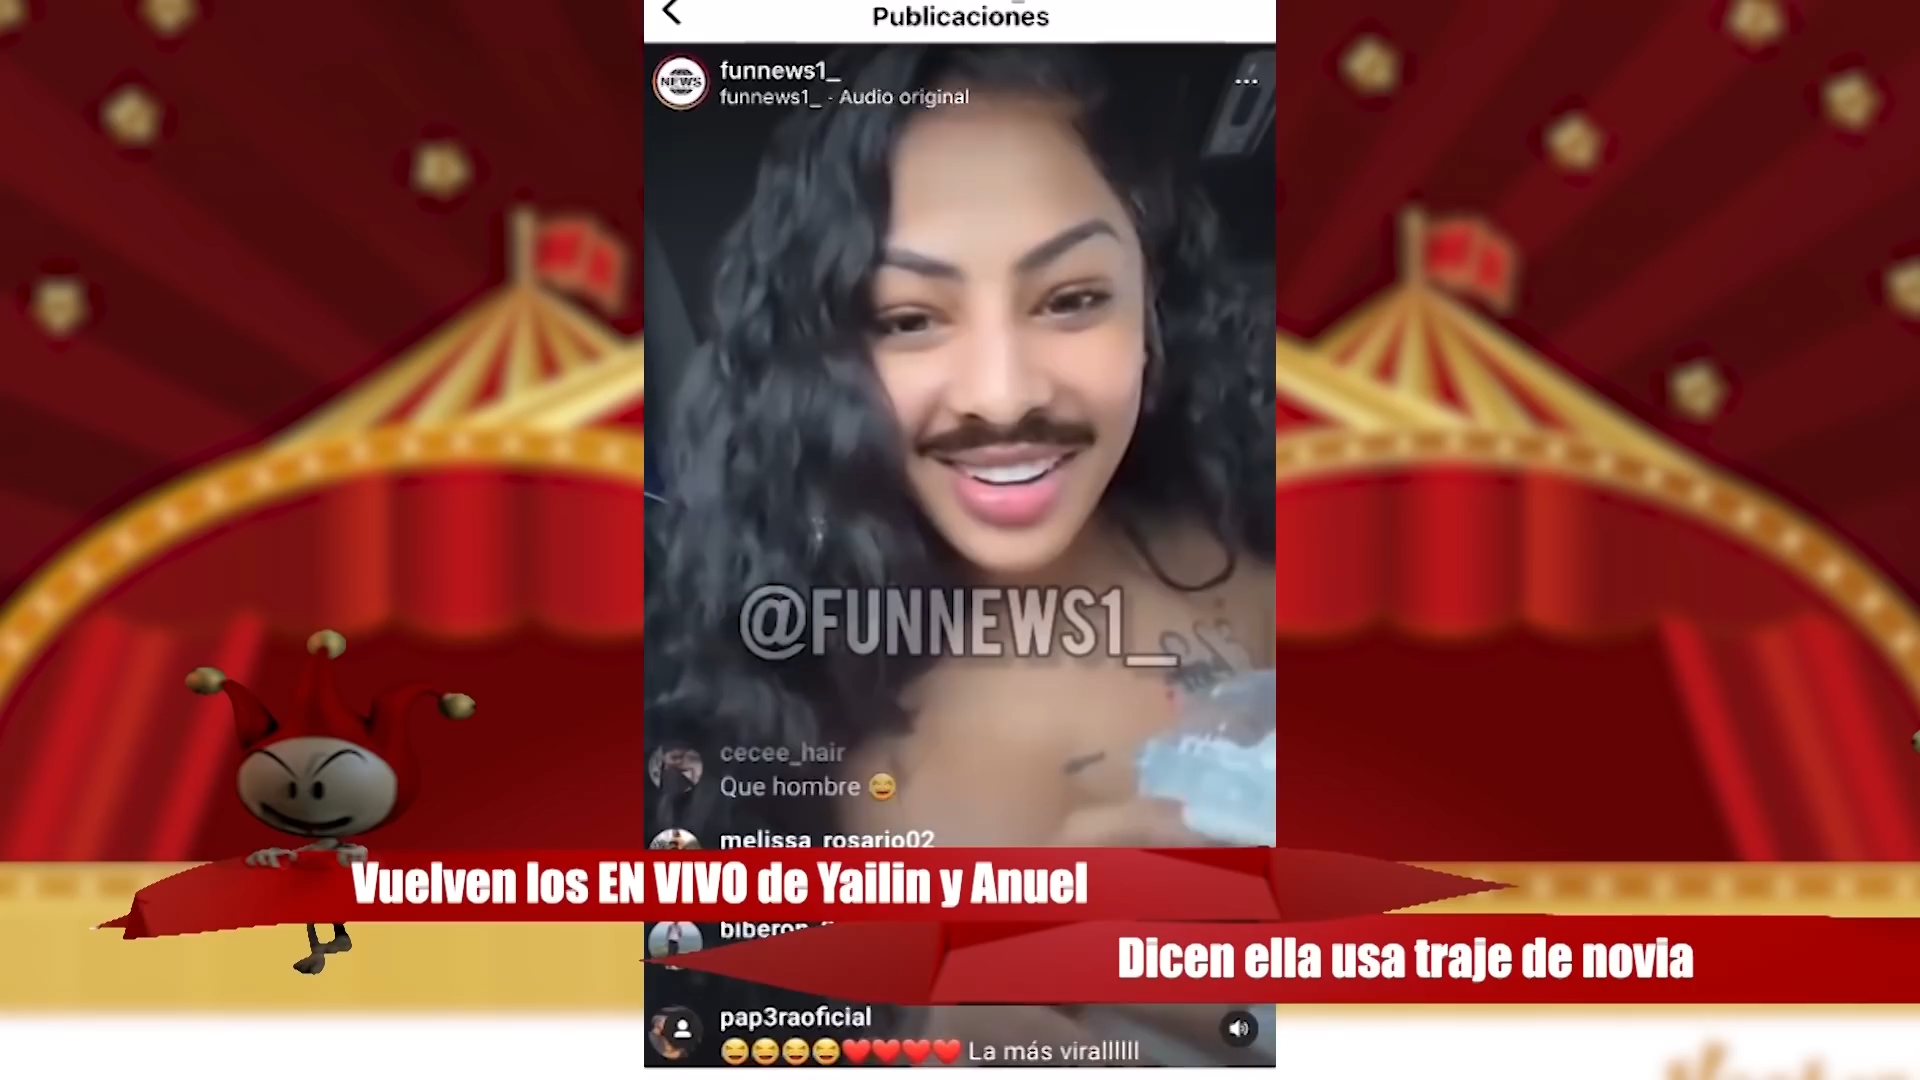 Publicaciones
NEWS
funnews1_
funnews1_ · Audio original
@FUNNEWS1_
cecee_hair
Que hombre 😄
melissa_rosario02
Vuelven los EN VIVO de Yailin y Anuel
Dicen ella usa traje de novia
pap3raoficial
😆😆😆😆❤️❤️❤️❤️ La más viralllllll